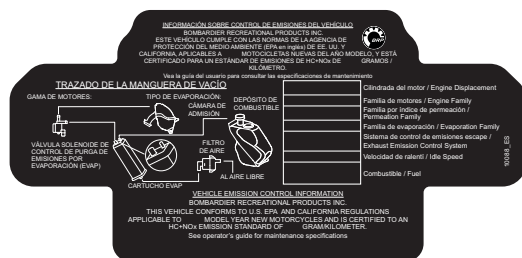 INFORMACIÓN SOBRE CONTROL DE EMISIONES DEL VEHÍCULO
BOMBARDIER RECREATIONAL PRODUCTS INC.
ESTE VEHÍCULO CUMPLE CON LAS NORMAS DE LA AGENCIA DE
PROTECCIÓN DEL MEDIO AMBIENTE (EPA en inglés) DE EE. UU. Y
CALIFORNIA, APLICABLES A MOTOCICLETAS NUEVAS DEL AÑO MODELO, Y ESTÁ
CERTIFICADO PARA UN ESTÁNDAR DE EMISIONES DE HC+NOx DE GRAMOS /
KILÓMETRO.
Vea la guía del usuario para consultar las especificaciones de mantenimiento
brp
TRAZADO DE LA MANGUERA DE VACÍO
GAMA DE MOTORES:
TIPO DE EVAPORACIÓN:
CÁMARA DE
ADMISIÓN
DEPÓSITO DE
COMBUSTIBLE
VÁLVULA SOLENOIDE DE
CONTROL DE PURGA DE
EMISIONES POR
EVAPORACIÓN (EVAP)
FILTRO
DE AIRE
CARTUCHO EVAP
AL AIRE LIBRE
Cilindrada del motor / Engine Displacement
Familia de motores / Engine Family
Familia por índice de permeación /
Permeation Family
Familia de evaporación / Evaporation Family
Sistema de control de emisiones escape /
Exhaust Emission Control System
Velocidad de ralentí / Idle Speed
Combustible / Fuel
10088_ES
VEHICLE EMISSION CONTROL INFORMATION
BOMBARDIER RECREATIONAL PRODUCTS INC.
THIS VEHICLE CONFORMS TO U.S. EPA AND CALIFORNIA REGULATIONS
APPLICABLE TO MODEL YEAR NEW MOTORCYCLES AND IS CERTIFIED TO AN
HC+NOx EMISSION STANDARD OF GRAM/KILOMETER.
See operator's guide for maintenance specifications